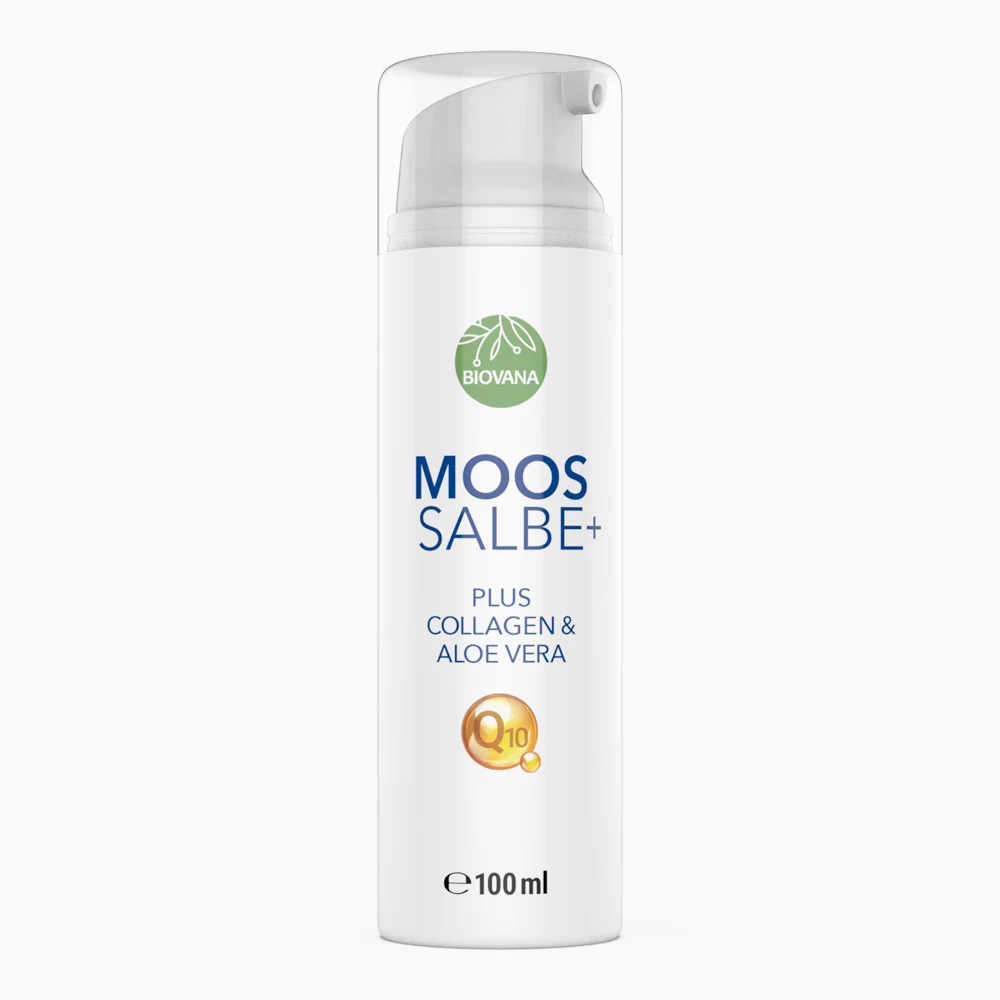 BIOVANA
MOOS
SALBE+
PLUS
COLLAGEN &
ALOE VERA
Q10
℮100ml